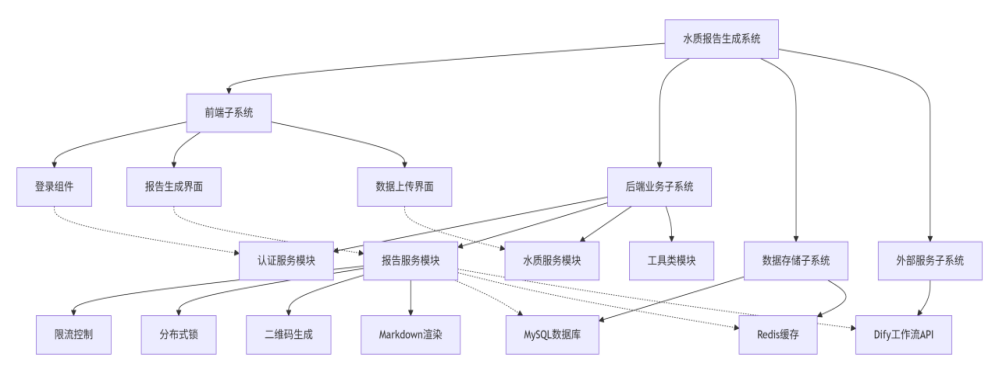 水质报告生成系统
前端子系统
登录组件
报告生成界面
数据上传界面
后端业务子系统
认证服务模块
报告服务模块
水质服务模块
工具类模块
数据存储子系统
外部服务子系统
限流控制
分布式锁
二维码生成
Markdown渲染
MySQL数据库
Redis缓存
Dify工作流API